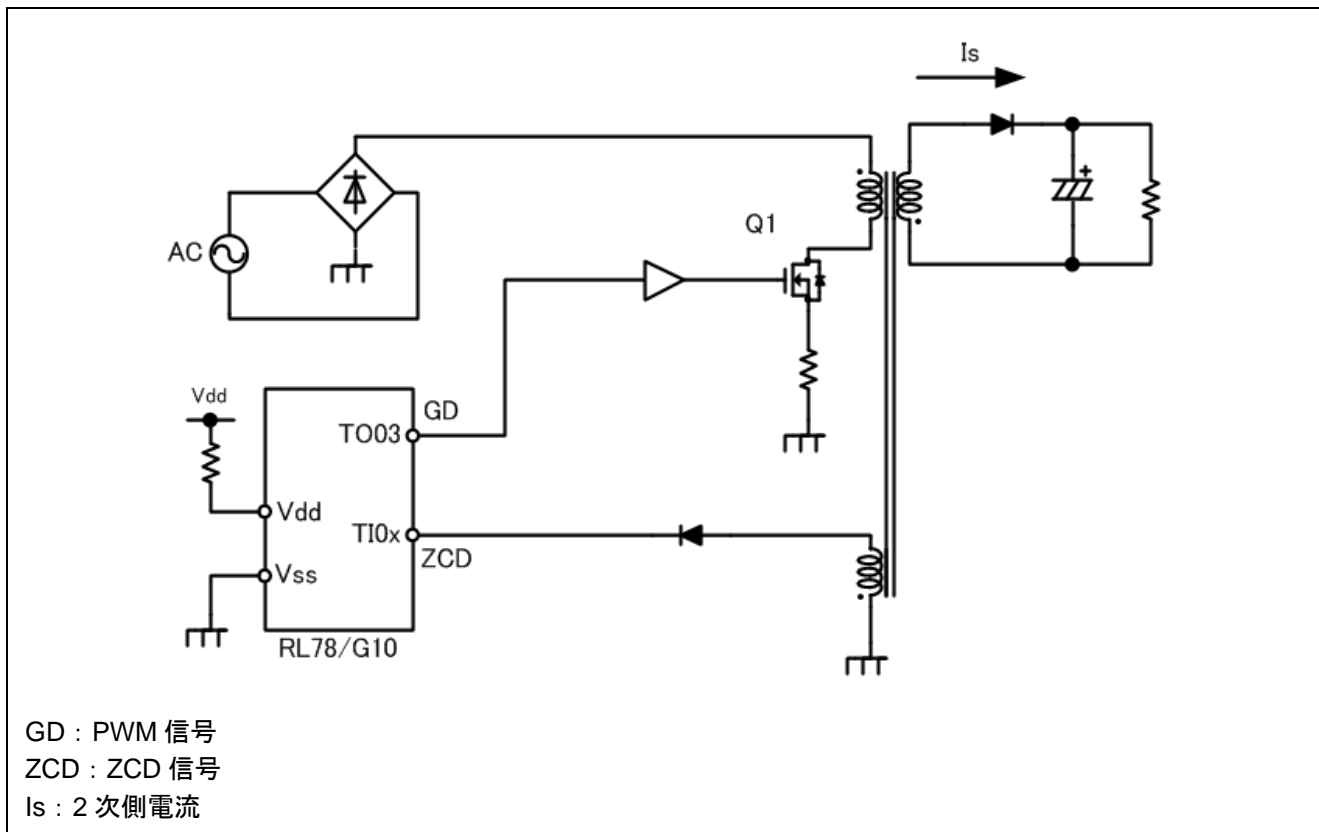 Is
Q1
AC
Vdd
GD
TO03
Vdd
TI0x
ZCD
Vss
RL78/G10
GD：PWM 信号
ZCD：ZCD 信号
Is：2 次側電流